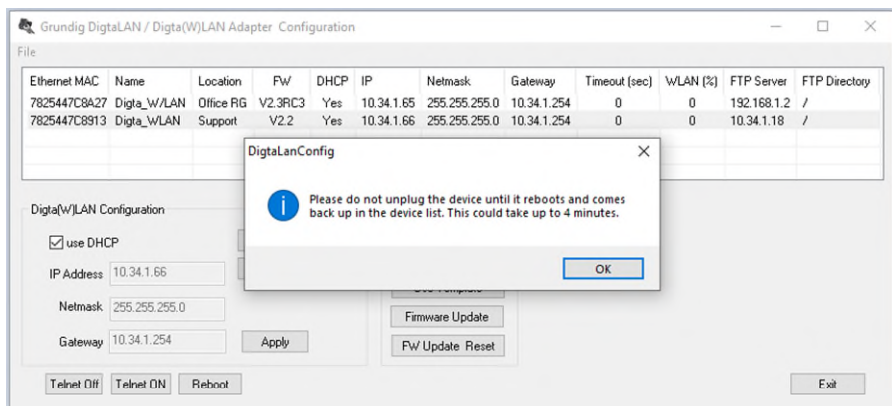 Grundig DigtaLAN / Digta(W)LAN Adapter Configuration
File
Ethernet MAC Name Location FW DHCP IP Netmask Gateway Timeout (sec) WLAN (%) FTP Server FTP Directory
7825447C8A27 Digta_W/LAN Office RG V2.3RC3 Yes 10.34.1.65 255.255.255.0 10.34.1.254 0 0 192.168.1.2 /
7825447C8913 Digta_WLAN Support V2.2 Yes 10.34.1.66 255.255.255.0 10.34.1.254 0 0 10.34.1.18 /
DigtaLanConfig
Please do not unplug the device until it reboots and comes
back up in the device list. This could take up to 4 minutes.
OK
Digta(W)LAN Configuration
use DHCP
IP Address 10.34.1.66
Netmask 255.255.255.0
Gateway 10.34.1.254
Apply
Firmware Update
FW Update Reset
Telnet Off Telnet ON Reboot
Exit